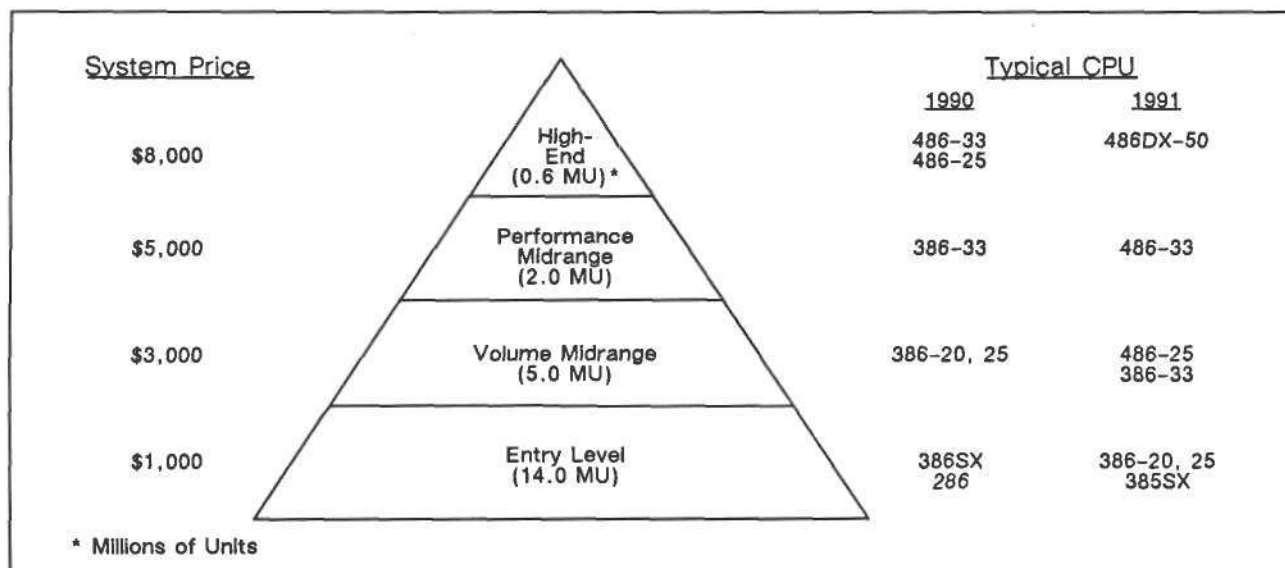 System Price
Typical CPU
1990 1991
High-
End
(0.6 MU)*
$8,000
486-33
486-25
486DX-50
Performance
Midrange
(2.0 MU)
$5,000
386-33
486-33
Volume Midrange
(5.0 MU)
$3,000
386-20, 25
486-25
386-33
Entry Level
(14.0 MU)
$1,000
386SX
286
386-20, 25
385SX
* Millions of Units